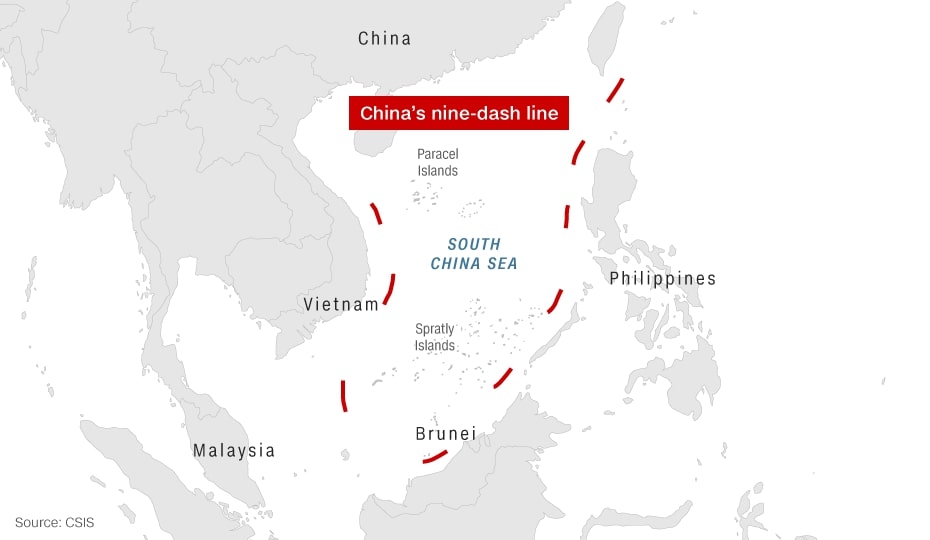 China
China's nine-dash line
Paracel
Islands
SOUTH
CHINA SEA
Philippines
Vietnam
Spratly
Islands
Brunei
Malaysia
Source: CSIS